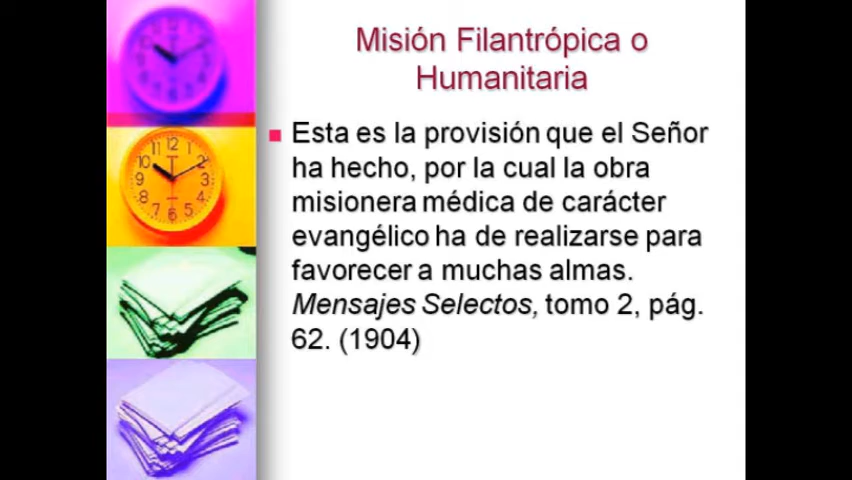 Misión Filantrópica o
Humanitaria
Esta es la provisión que el Señor
ha hecho, por la cual la obra
misionera médica de carácter
evangélico ha de realizarse para
favorecer a muchas almas.
Mensajes Selectos, tomo 2, pág.
62. (1904)